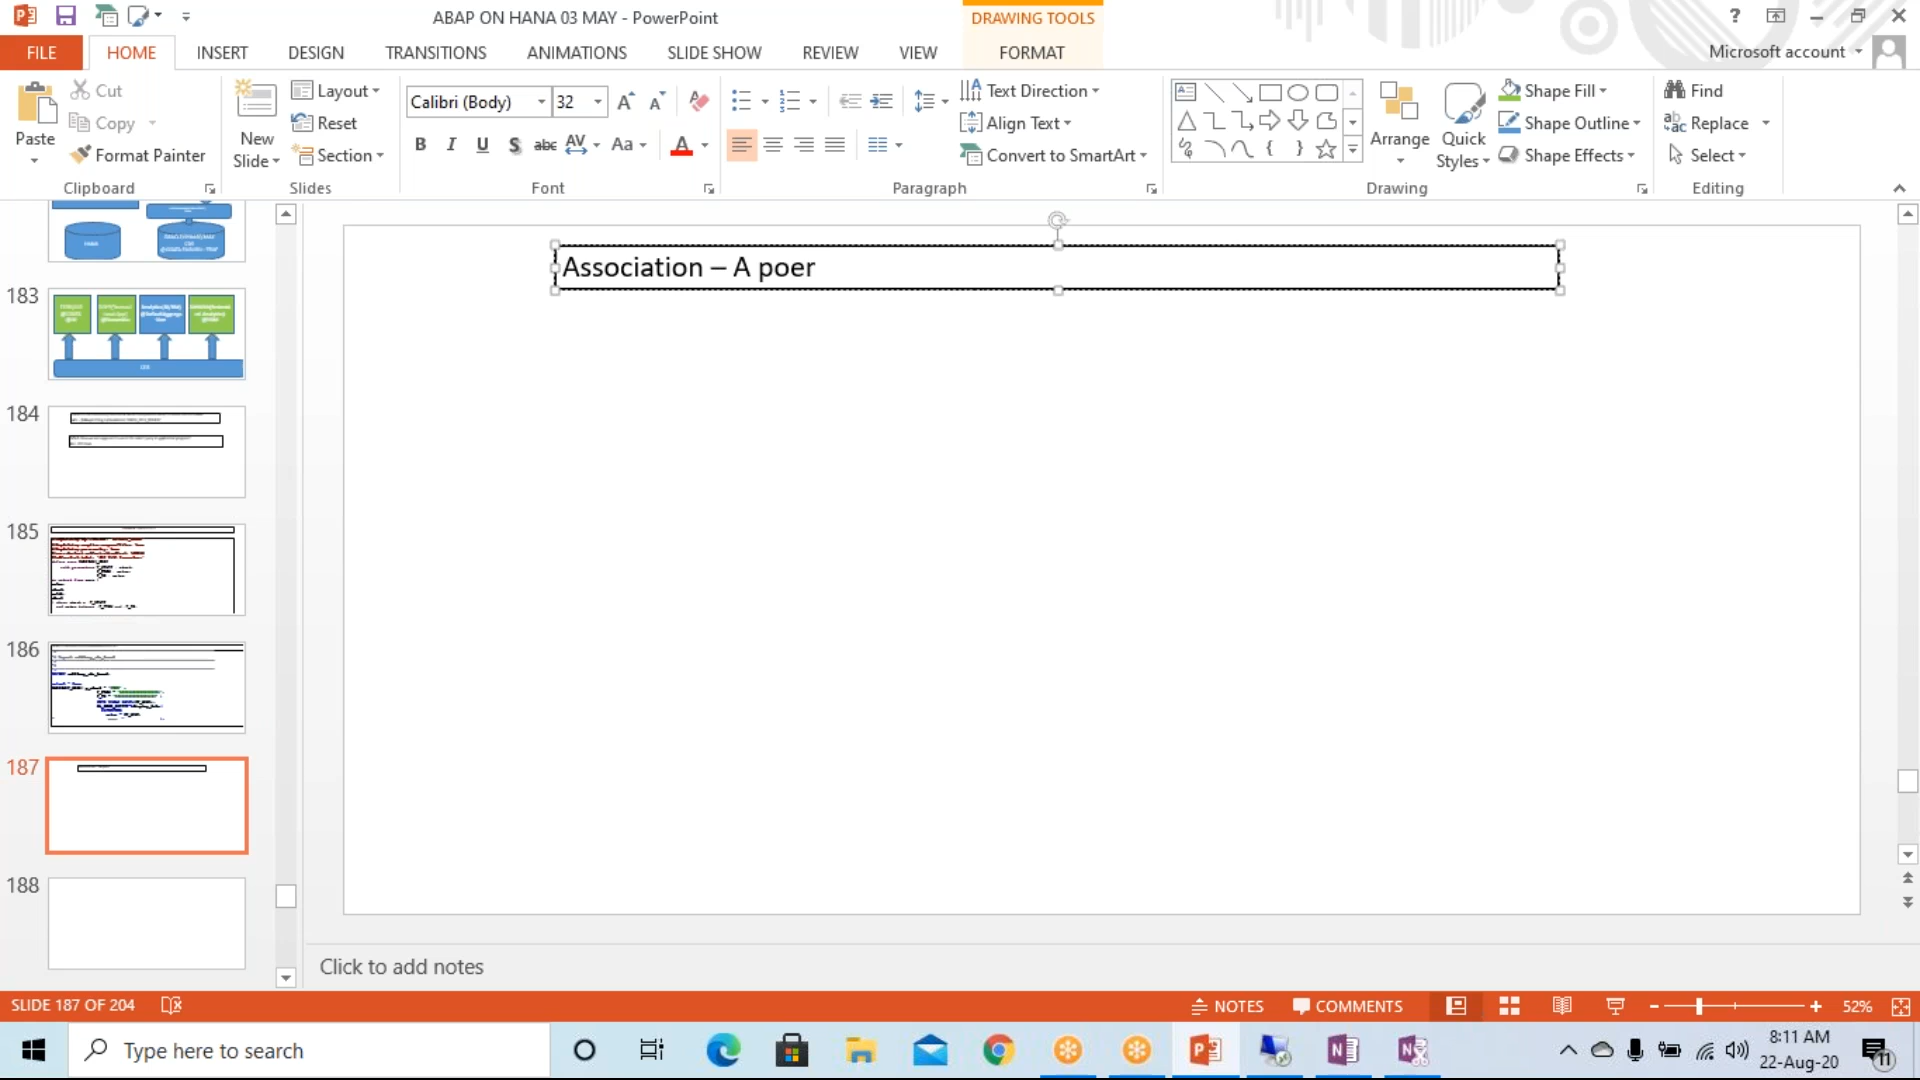 ABAP ON HANA 03 MAY - PowerPoint
DRAWING TOOLS
?
FILE
HOME
INSERT
DESIGN
TRANSITIONS
ANIMATIONS
SLIDE SHOW
REVIEW
VIEW
FORMAT
Microsoft account
Paste
Cut
Copy
Format Painter
Clipboard
New
Slide
Layout
Reset
Section
Slides
Calibri (Body)
32
B I U S abc AV Aa A
Font
Text Direction
Align Text
Convert to SmartArt
Paragraph
Arrange
Quick
Styles
Shape Fill
Shape Outline
Shape Effects
Drawing
Find
Replace
Select
Editing
183
184
185
186
187
188
Association – A poer
Click to add notes
SLIDE 187 OF 204
NOTES
COMMENTS
52%
Type here to search
8:11 AM
22-Aug-20
11